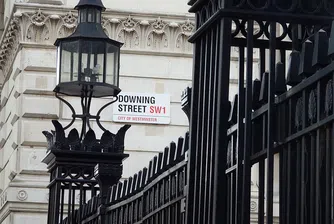 DOWNING
STREET SW1
CITY OF WESTMINSTER